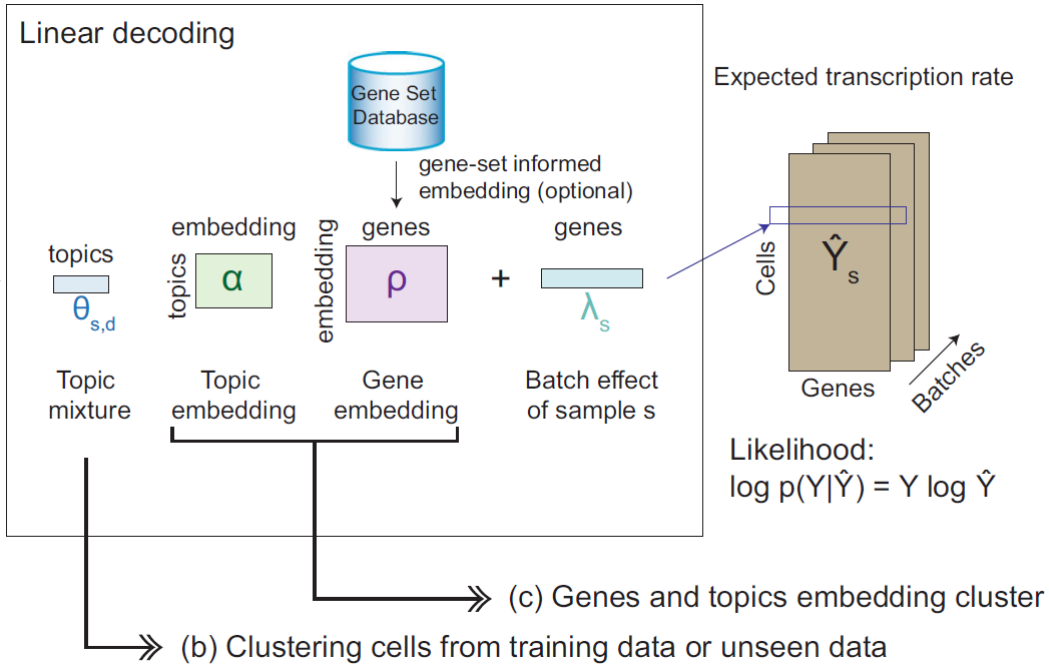 Linear decoding
Gene Set
Database
gene-set informed
embedding (optional)
topics
θs,d
Topic
mixture
embedding
topics
α
Topic
embedding
genes
embedding
ρ
Gene
embedding
+
genes
λs
Batch effect
of sample s
Expected transcription rate
Cells
Ŷs
Genes
Batches
Likelihood:
log p(Y|Ŷ) = Y log Ŷ
(c) Genes and topics embedding cluster
(b) Clustering cells from training data or unseen data